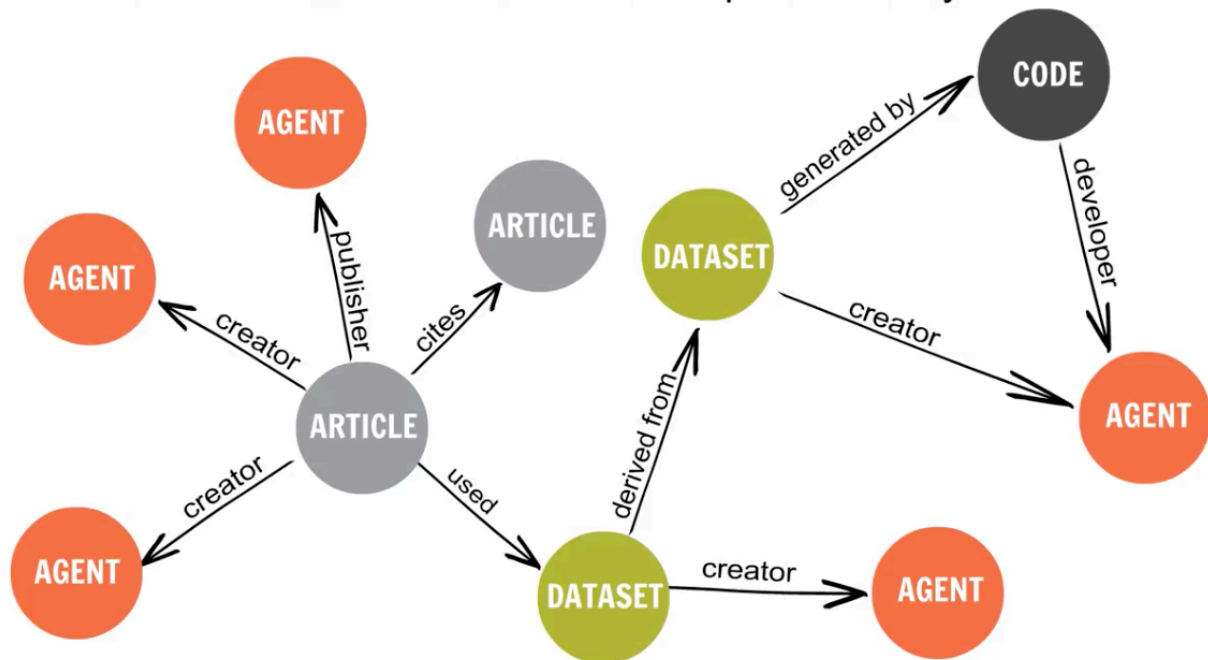 CODE
AGENT
generated by
developer
ARTICLE
publisher
DATASET
AGENT
cites
creator
creator
ARTICLE
AGENT
derived from
creator
used
AGENT
creator
DATASET
AGENT